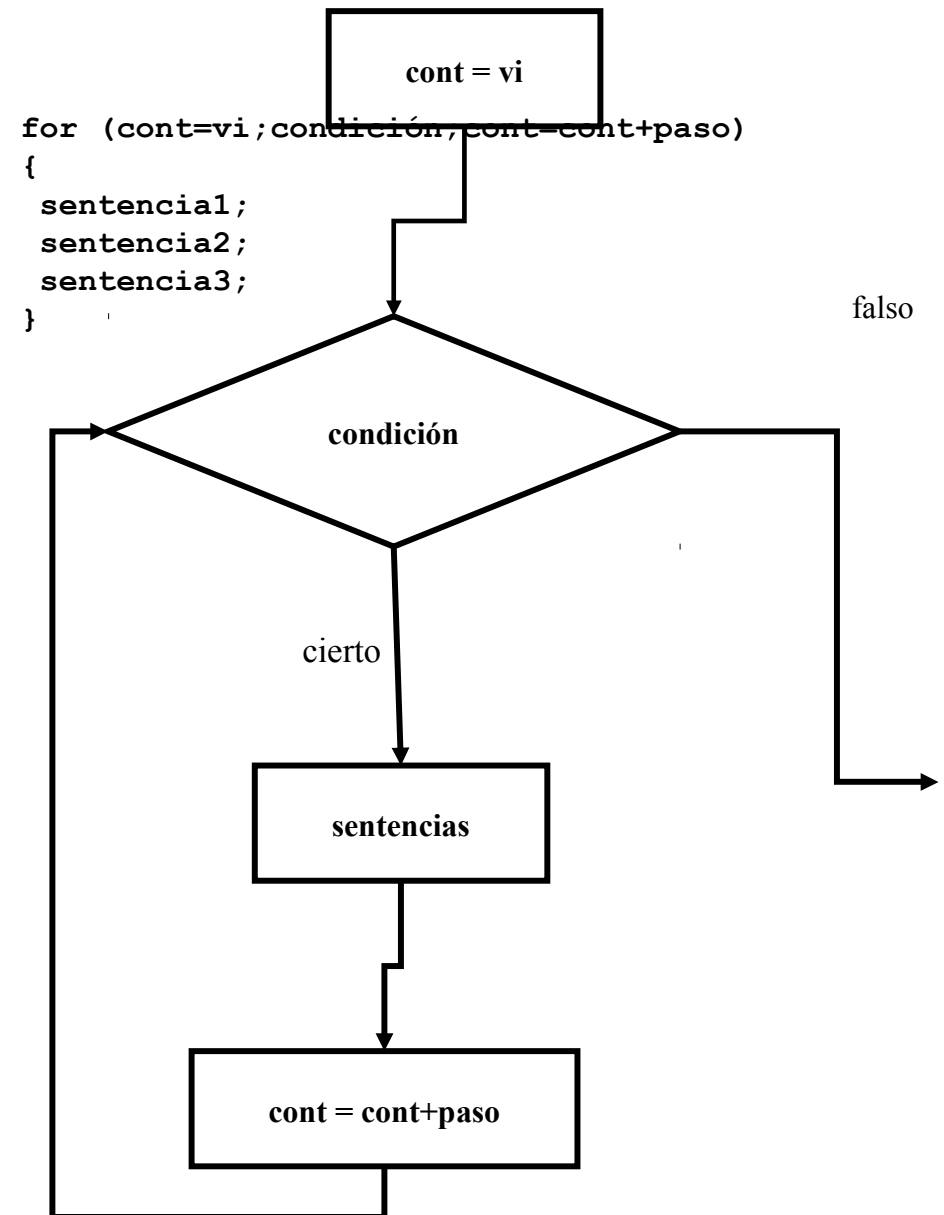 cont = vi
for (cont=vi;condición;cont=cont+paso)
{
sentencia1;
sentencia2;
sentencia3;
}
falso
condición
cierto
sentencias
cont = cont+paso